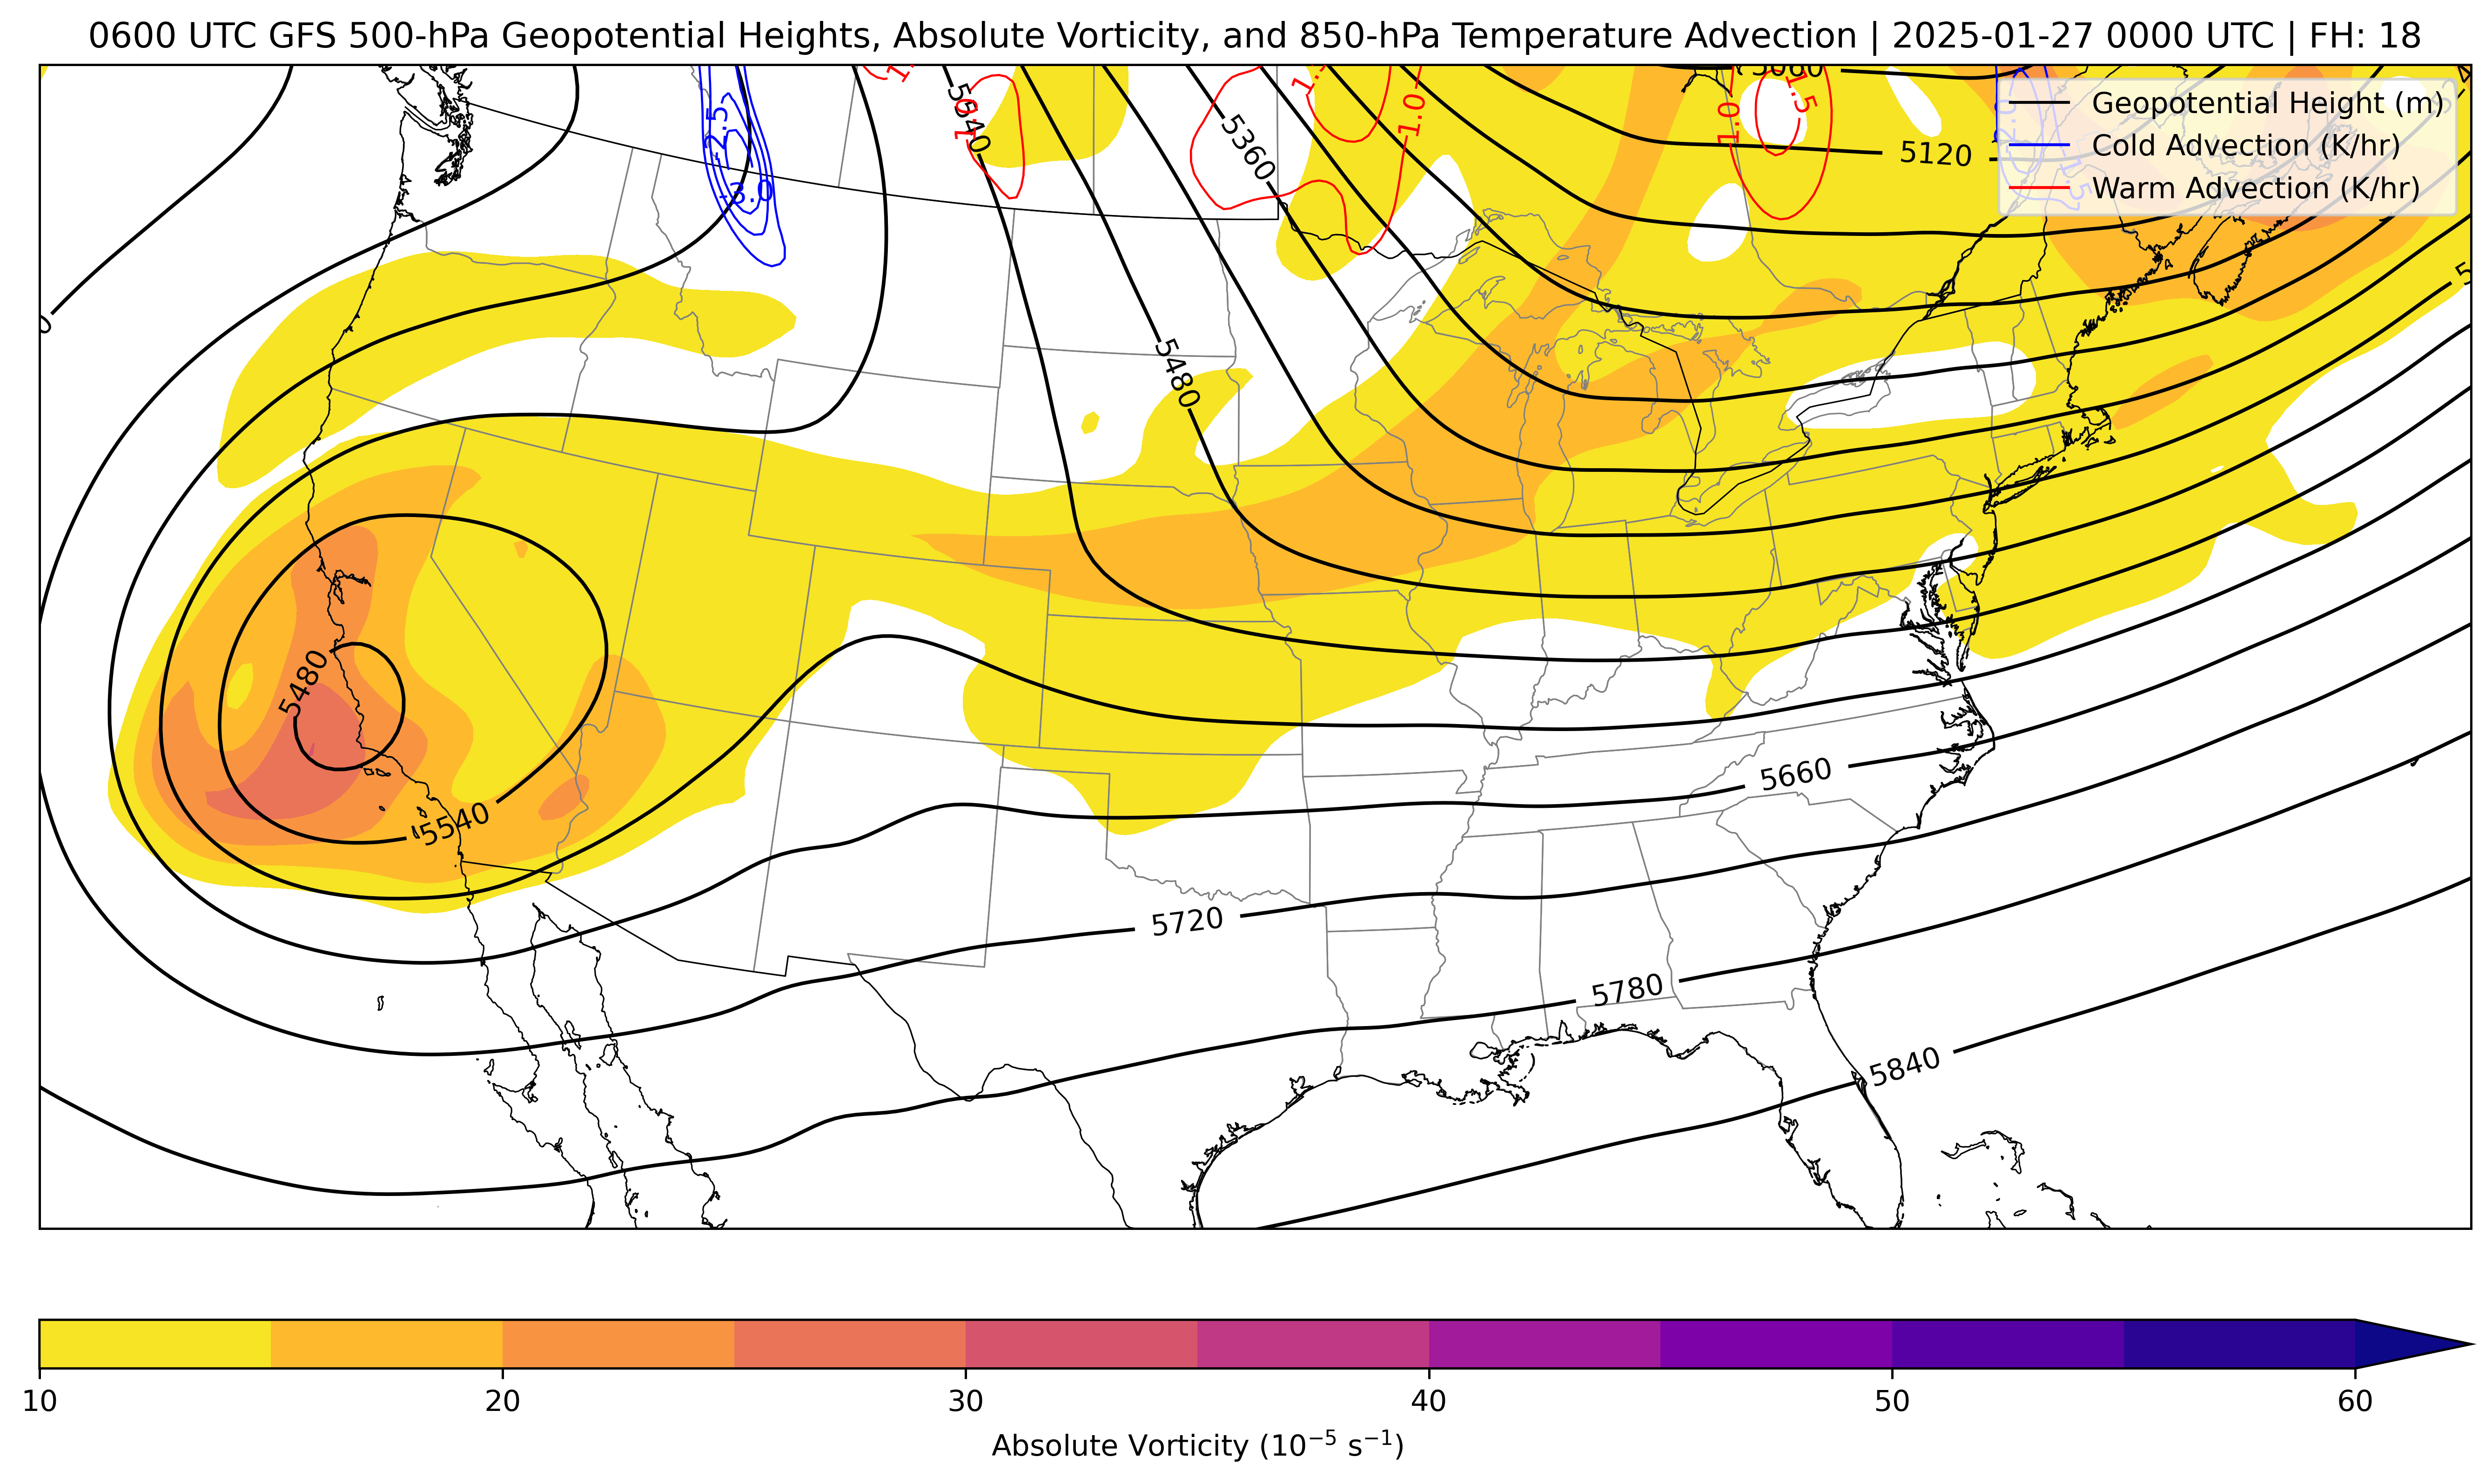 0600 UTC GFS 500-hPa Geopotential Heights, Absolute Vorticity, and 850-hPa Temperature Advection | 2025-01-27 0000 UTC | FH: 18
5060
Geopotential Height (m)
Cold Advection (K/hr)
Warm Advection (K/hr)
1.5
1.0
1.0
1.0
-2.5
-3.0
5540
5360
5120
5480
5480
5540
5660
5720
5780
5840
10 20 30 40 50 60
Absolute Vorticity (10⁻⁵ s⁻¹)